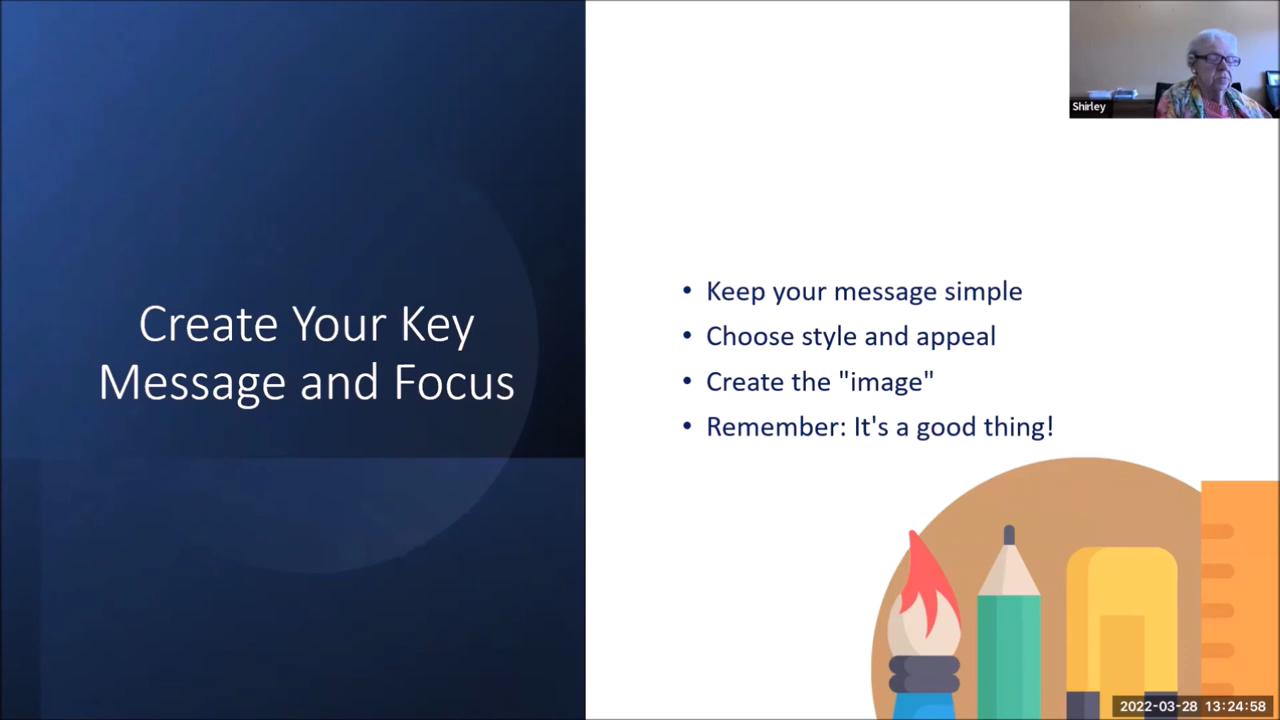 Create Your Key
Message and Focus
• Keep your message simple
• Choose style and appeal
• Create the "image"
• Remember: It's a good thing!
Shirley
2022-03-28 13:24:58